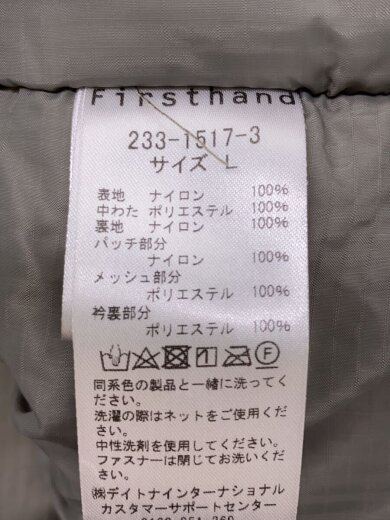 Firsthand
233-1517-3
サイズ L
表地 ナイロン 100%
中わた ポリエステル 100%
裏地 ナイロン 100%
パッチ部分
ナイロン 100%
メッシュ部分
ポリエステル 100%
衿裏部分
ポリエステル 100%
同系色の製品と一緒に洗ってく
ださい。
洗濯の際はネットをご使用くださ
い。
中性洗剤を使用してください。
ファスナーは閉じてお洗いくだ
さい。
㈱デイトナインターナショナル
カスタマーサポートセンター